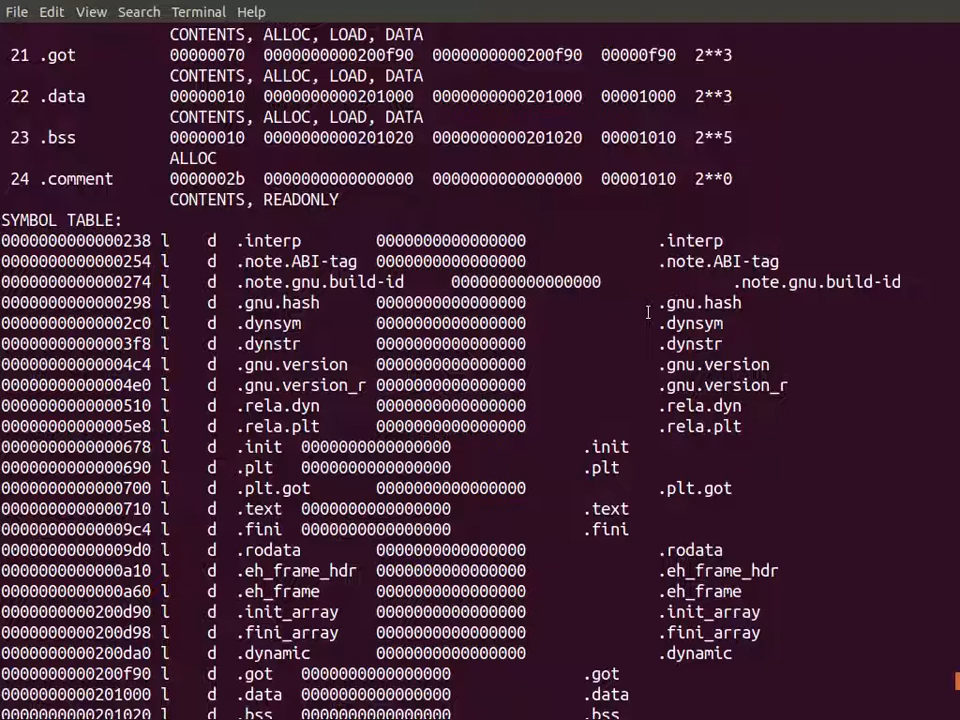 File Edit View Search Terminal Help
CONTENTS, ALLOC, LOAD, DATA
21 .got 00000070 0000000000200f90 0000000000200f90 00000f90 2**3
CONTENTS, ALLOC, LOAD, DATA
22 .data 00000010 0000000000201000 0000000000201000 00001000 2**3
CONTENTS, ALLOC, LOAD, DATA
23 .bss 00000010 0000000000201020 0000000000201020 00001010 2**5
ALLOC
24 .comment 0000002b 0000000000000000 0000000000000000 00001010 2**0
CONTENTS, READONLY
SYMBOL TABLE:
0000000000000238 l d .interp 0000000000000000 .interp
0000000000000254 l d .note.ABI-tag 0000000000000000 .note.ABI-tag
0000000000000274 l d .note.gnu.build-id 0000000000000000 .note.gnu.build-id
0000000000000298 l d .gnu.hash 0000000000000000 .gnu.hash
00000000000002c0 l d .dynsym 0000000000000000 .dynsym
00000000000003f8 l d .dynstr 0000000000000000 .dynstr
00000000000004c4 l d .gnu.version 0000000000000000 .gnu.version
00000000000004e0 l d .gnu.version_r 0000000000000000 .gnu.version_r
0000000000000510 l d .rela.dyn 0000000000000000 .rela.dyn
00000000000005e8 l d .rela.plt 0000000000000000 .rela.plt
0000000000000678 l d .init 0000000000000000 .init
0000000000000690 l d .plt 0000000000000000 .plt
0000000000000700 l d .plt.got 0000000000000000 .plt.got
0000000000000710 l d .text 0000000000000000 .text
00000000000009c4 l d .fini 0000000000000000 .fini
00000000000009d0 l d .rodata 0000000000000000 .rodata
0000000000000a10 l d .eh_frame_hdr 0000000000000000 .eh_frame_hdr
0000000000000a60 l d .eh_frame 0000000000000000 .eh_frame
0000000000200d90 l d .init_array 0000000000000000 .init_array
0000000000200d98 l d .fini_array 0000000000000000 .fini_array
0000000000200da0 l d .dynamic 0000000000000000 .dynamic
0000000000200f90 l d .got 0000000000000000 .got
0000000000201000 l d .data 0000000000000000 .data
0000000000201020 l d .bss 0000000000000000 .bss